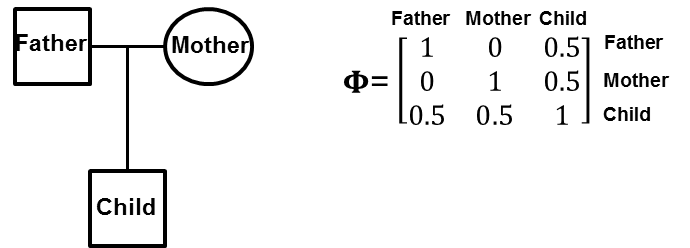 Father Mother
Child
Father Mother Child
Φ= [ 1 0 0.5 ] Father
0 1 0.5 Mother
0.5 0.5 1 Child